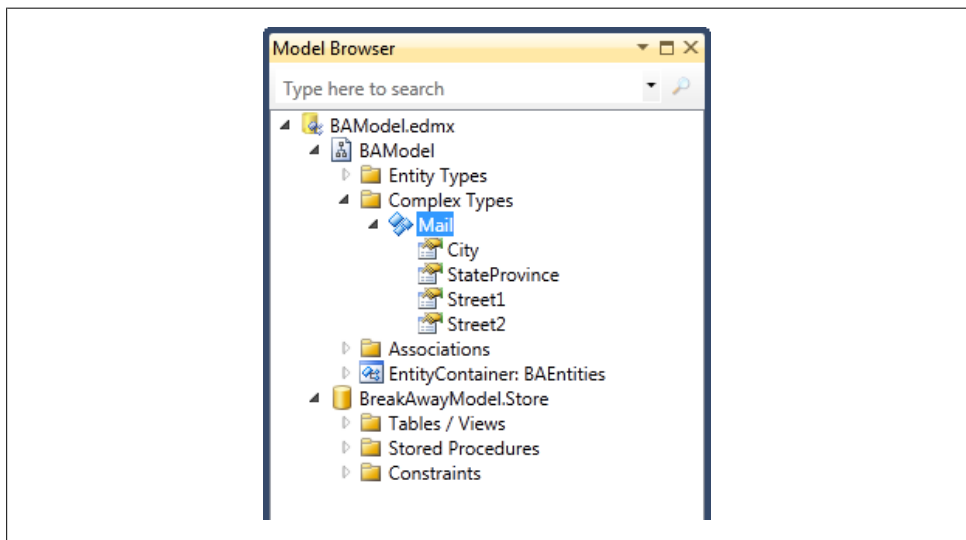 Model Browser
Type here to search
BAModel.edmx
BAModel
Entity Types
Complex Types
Mail
City
StateProvince
Street1
Street2
Associations
EntityContainer: BAEntities
BreakAwayModel.Store
Tables / Views
Stored Procedures
Constraints